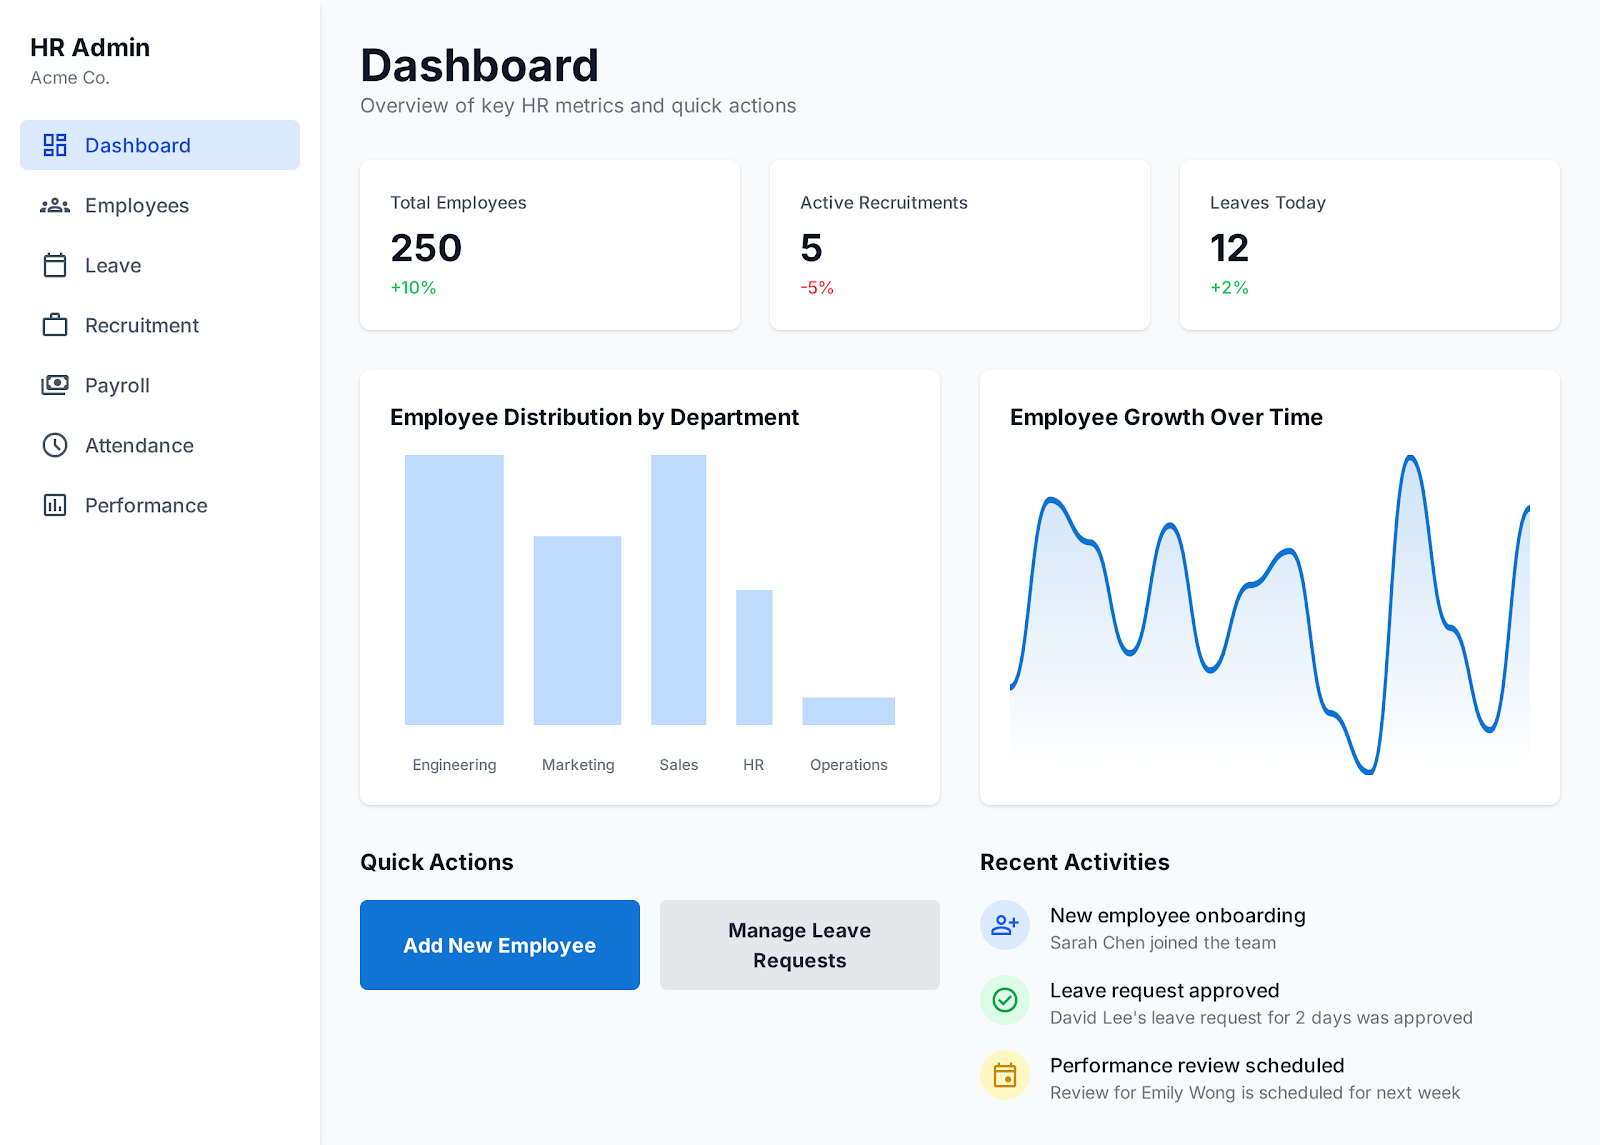 HR Admin
Acme Co.
Dashboard
Employees
Leave
Recruitment
Payroll
Attendance
Performance
Dashboard
Overview of key HR metrics and quick actions
Total Employees
250
+10%
Active Recruitments
5
-5%
Leaves Today
12
+2%
Employee Distribution by Department
Engineering
Marketing
Sales
HR
Operations
Employee Growth Over Time
Quick Actions
Add New Employee
Manage Leave
Requests
Recent Activities
New employee onboarding
Sarah Chen joined the team
Leave request approved
David Lee's leave request for 2 days was approved
Performance review scheduled
Review for Emily Wong is scheduled for next week